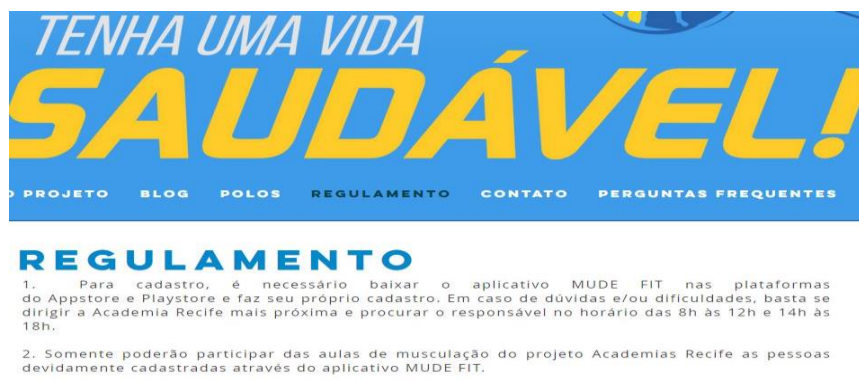 TENHA UMA VIDA
SAUDÁVEL!
PROJETO BLOG POLOS REGULAMENTO CONTATO PERGUNTAS FREQUENTES
REGULAMENTO
1. Para cadastro, é necessário baixar o aplicativo MUDE FIT nas plataformas
do Appstore e Playstore e faz seu próprio cadastro. Em caso de dúvidas e/ou dificuldades, basta se
dirigir a Academia Recife mais próxima e procurar o responsável no horário das 8h às 12h e 14h às
18h.
2. Somente poderão participar das aulas de musculação do projeto Academias Recife as pessoas
devidamente cadastradas através do aplicativo MUDE FIT.